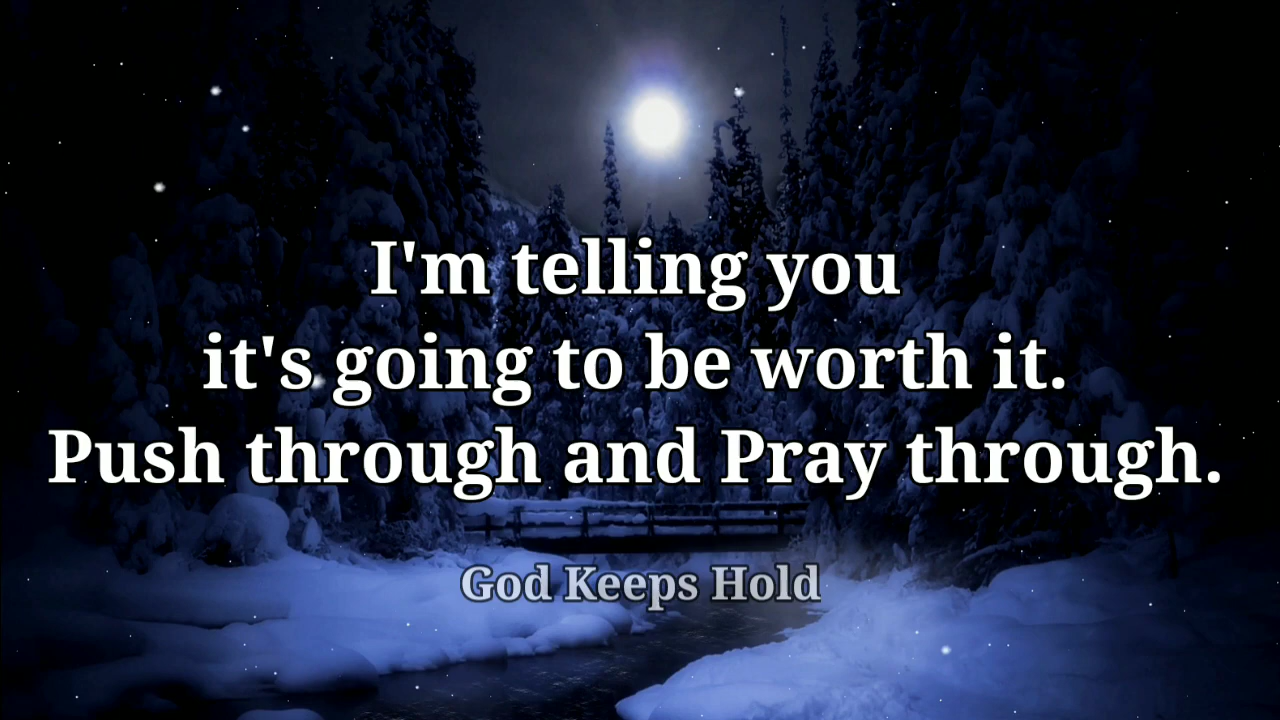 I'm telling you
it's going to be worth it.
Push through and Pray through.
God Keeps Hold